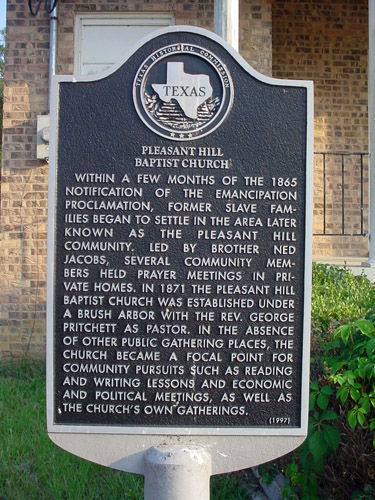 TEXAS HISTORICAL COMMISSION
TEXAS
PLEASANT HILL
BAPTIST CHURCH
WITHIN A FEW MONTHS OF THE 1865
NOTIFICATION OF THE EMANCIPATION
PROCLAMATION, FORMER SLAVE FAM-
ILIES BEGAN TO SETTLE IN THE AREA LATER
KNOWN AS THE PLEASANT HILL
COMMUNITY. LED BY BROTHER NED
JACOBS, SEVERAL COMMUNITY MEM-
BERS HELD PRAYER MEETINGS IN PRI-
VATE HOMES. IN 1871 THE PLEASANT HILL
BAPTIST CHURCH WAS ESTABLISHED UNDER
A BRUSH ARBOR WITH THE REV. GEORGE
PRITCHETT AS PASTOR. IN THE ABSENCE
OF OTHER PUBLIC GATHERING PLACES, THE
CHURCH BECAME A FOCAL POINT FOR
COMMUNITY PURSUITS SUCH AS READING
AND WRITING LESSONS AND ECONOMIC
AND POLITICAL MEETINGS, AS WELL AS
THE CHURCH'S OWN GATHERINGS.
(1997)